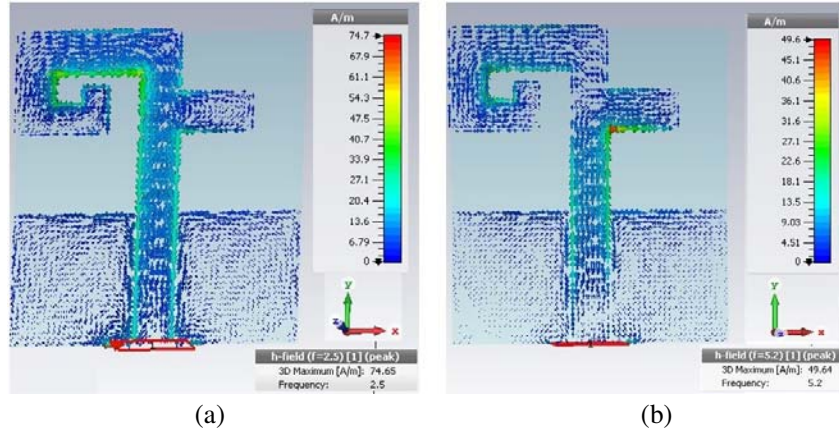 A/m
74.7
67.9
61.1
54.3
47.5
40.7
33.9
27.1
20.4
13.6
6.79
0
y
z
x
h-field (f=2.5) [1] (peak)
3D Maximum [A/m]: 74.65
Frequency: 2.5
(a)
A/m
49.6
45.1
40.6
36.1
31.6
27.1
22.6
18.1
13.5
9.03
4.51
0
y
x
h-field (f=5.2) [1] (peak)
3D Maximum [A/m]: 49.64
Frequency: 5.2
(b)